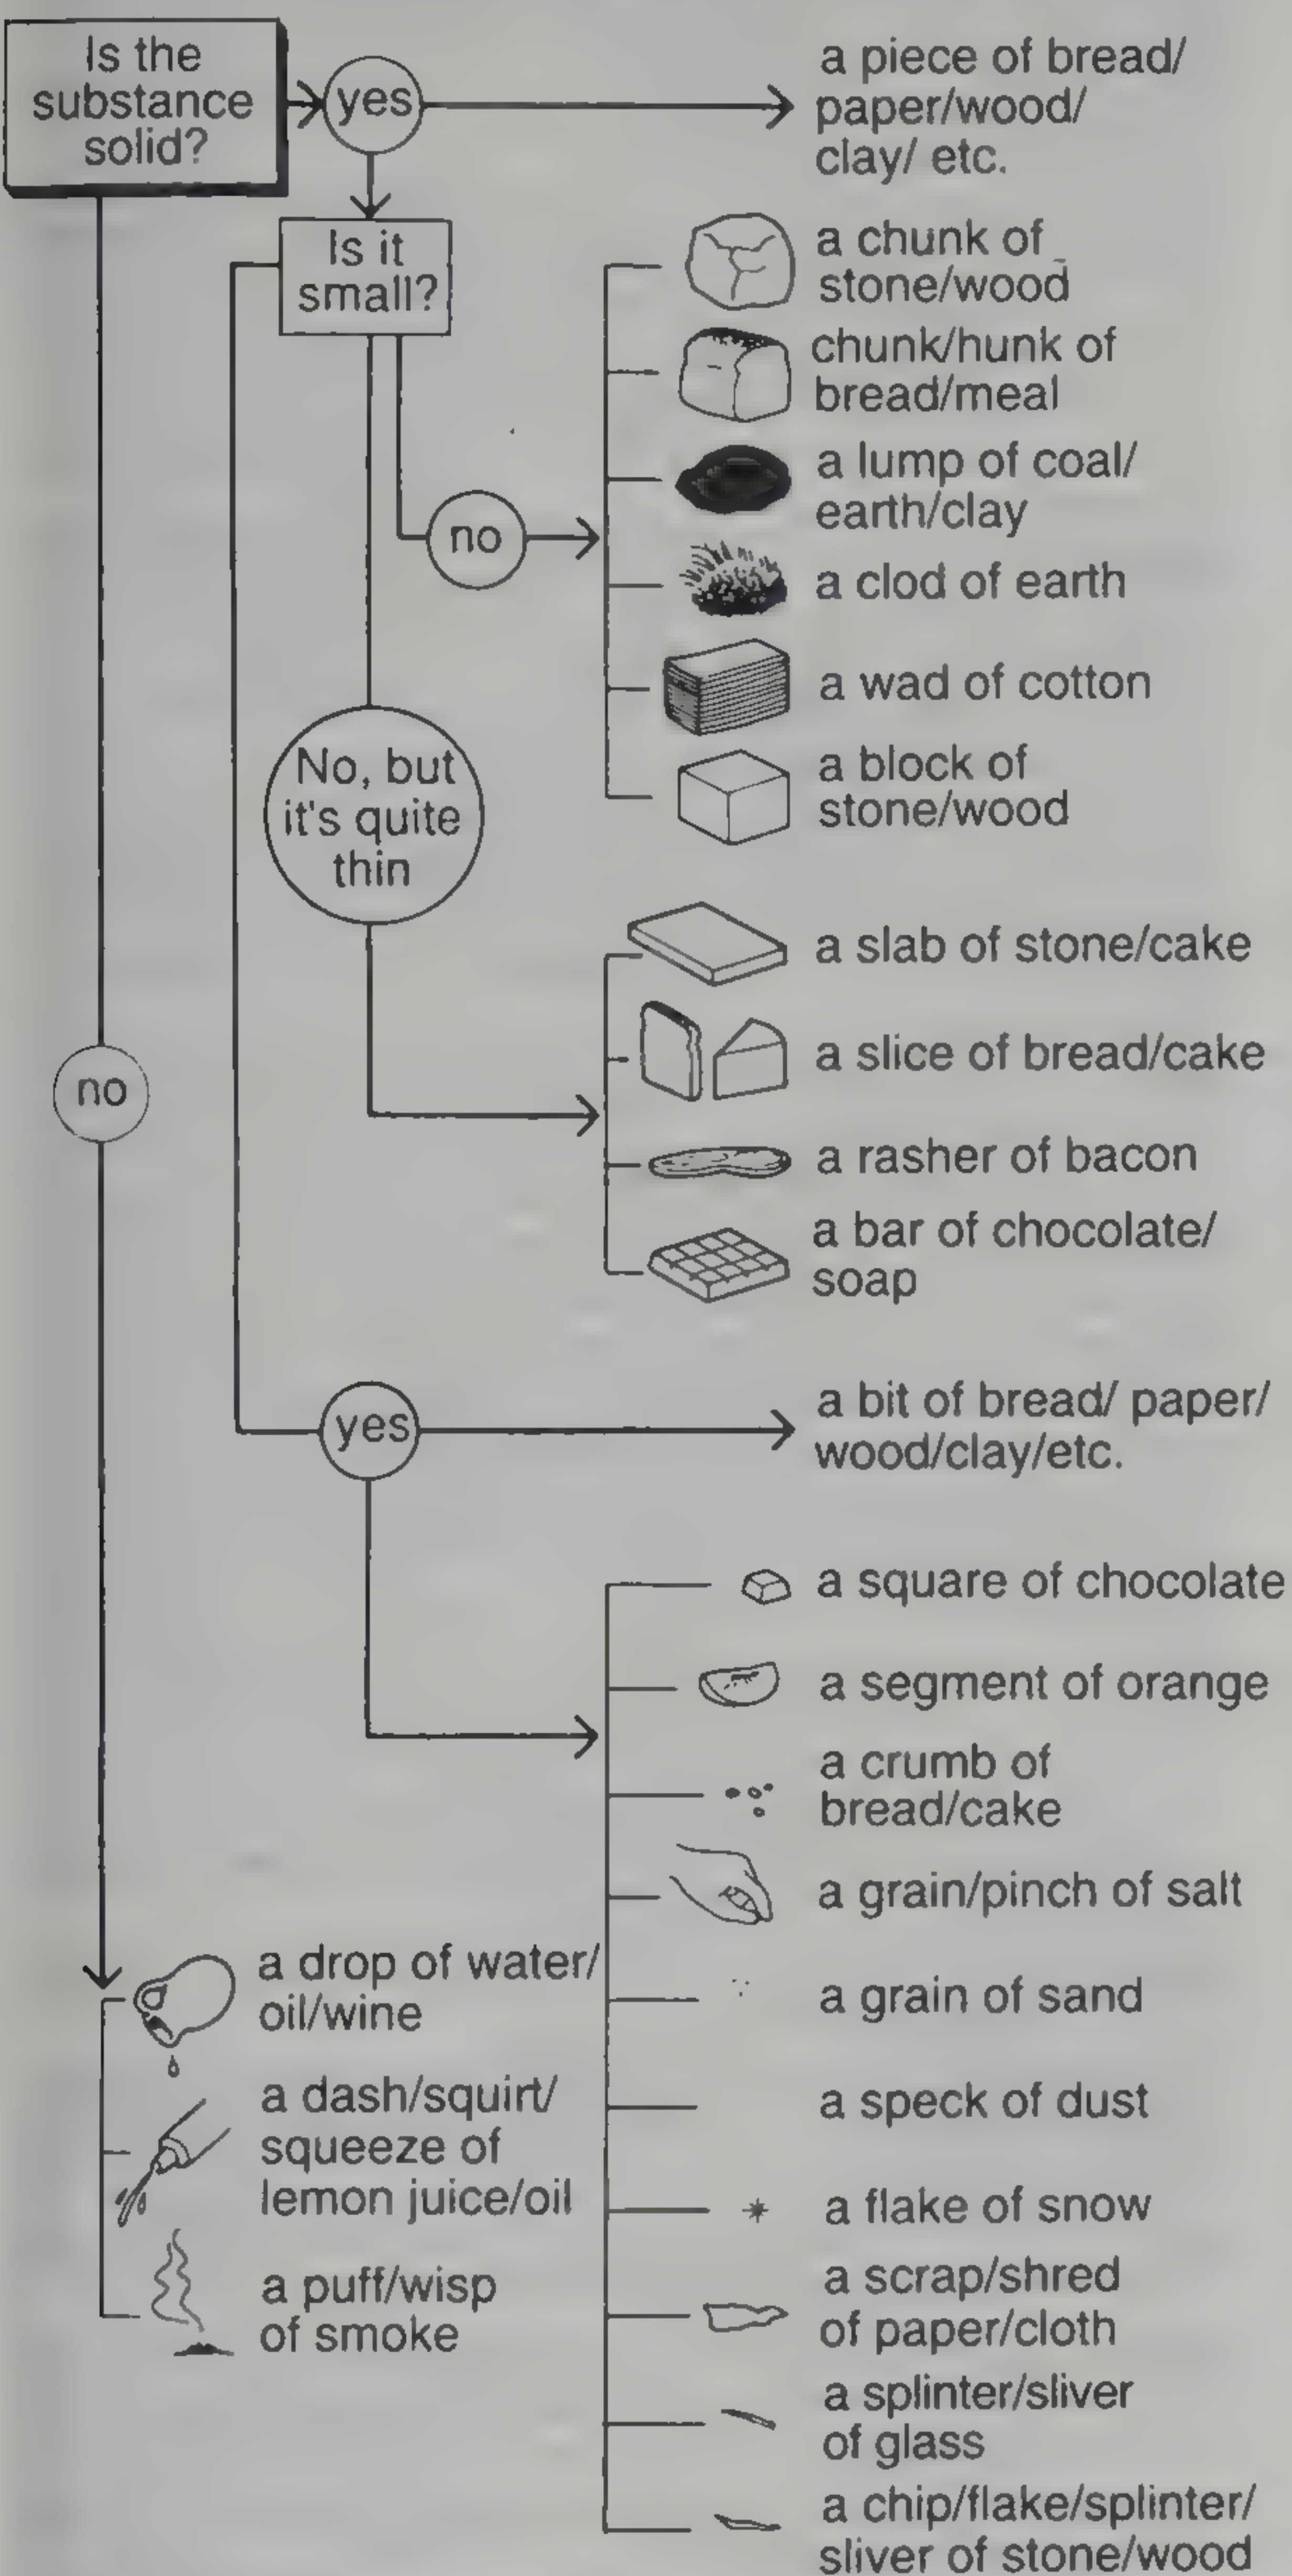 Is the
substance
solid?
yes
a piece of bread/
paper/wood/
clay/ etc.
Is it
small?
no
a chunk of
stone/wood
chunk/hunk of
bread/meal
a lump of coal/
earth/clay
a clod of earth
a wad of cotton
a block of
stone/wood
No, but
it's quite
thin
a slab of stone/cake
a slice of bread/cake
a rasher of bacon
a bar of chocolate/
soap
yes
a bit of bread/ paper/
wood/clay/etc.
a square of chocolate
a segment of orange
a crumb of
bread/cake
a grain/pinch of salt
a grain of sand
a speck of dust
a flake of snow
a scrap/shred
of paper/cloth
a splinter/sliver
of glass
a chip/flake/splinter/
sliver of stone/wood
no
a drop of water/
oil/wine
a dash/squirt/
squeeze of
lemon juice/oil
a puff/wisp
of smoke